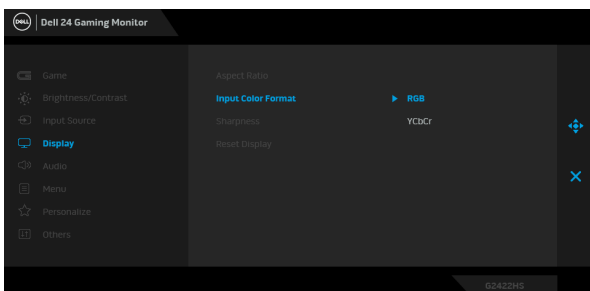 DELL Dell 24 Gaming Monitor
Game
Brightness/Contrast
Input Source
Display
Audio
Menu
Personalize
Others
Aspect Ratio
Input Color Format
RGB
YCbCr
Sharpness
Reset Display
G2422HS